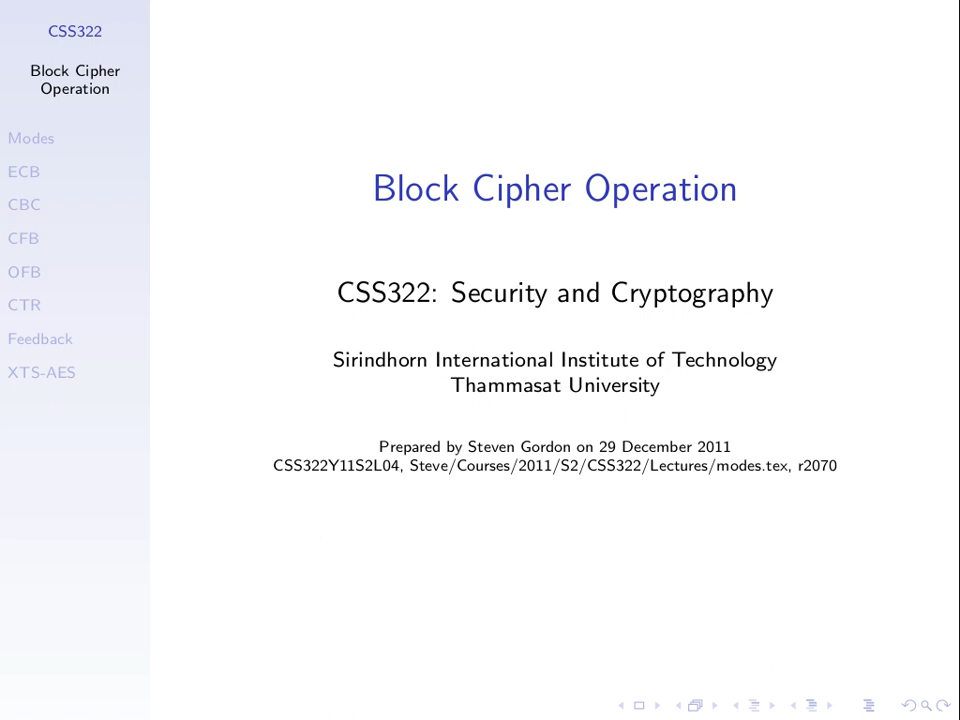 CSS322
Block Cipher
Operation
Modes
ECB
CBC
CFB
OFB
CTR
Feedback
XTS-AES
Block Cipher Operation
CSS322: Security and Cryptography
Sirindhorn International Institute of Technology
Thammasat University
Prepared by Steven Gordon on 29 December 2011
CSS322Y11S2L04, Steve/Courses/2011/S2/CSS322/Lectures/modes.tex, r2070